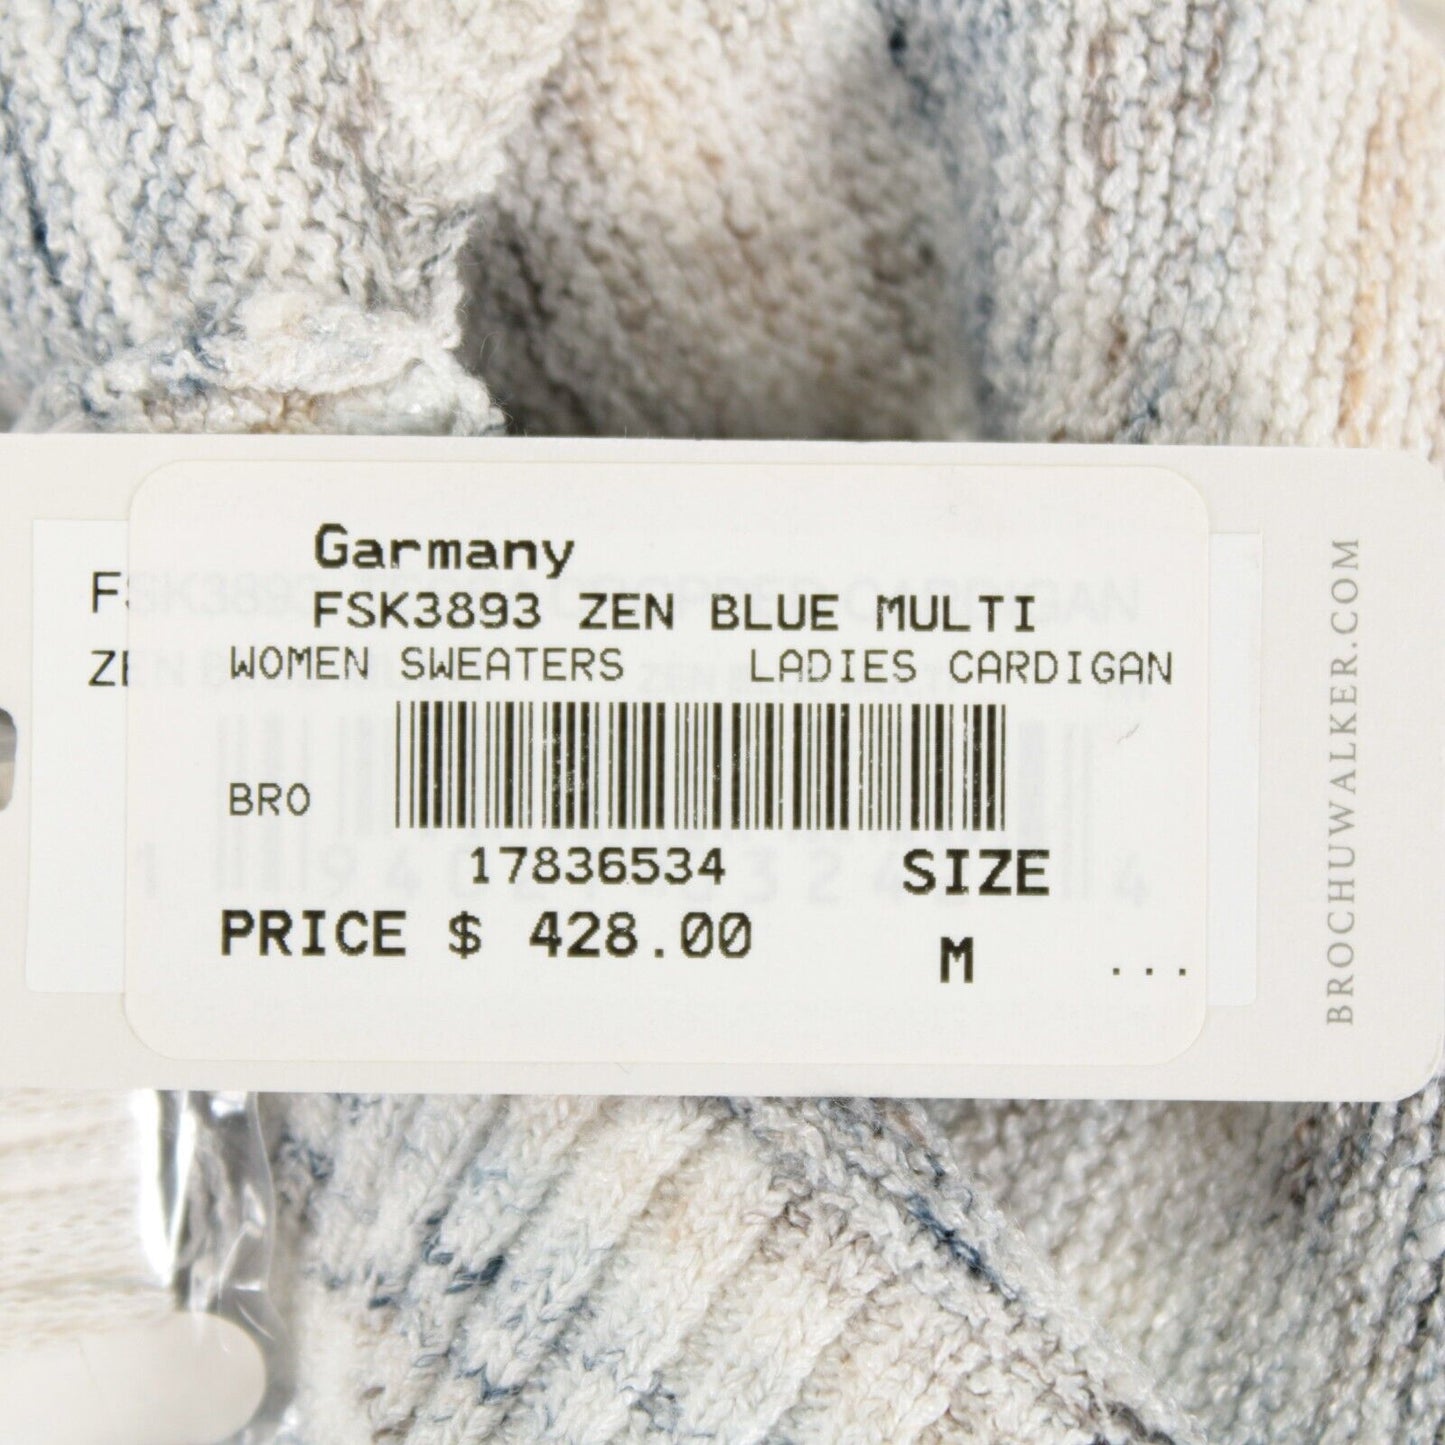 Garmany
FSK3893 ZEN BLUE MULTI
WOMEN SWEATERS LADIES CARDIGAN
BRO
17836534 SIZE
PRICE $ 428.00 M ...
BROCHUWALKER.COM